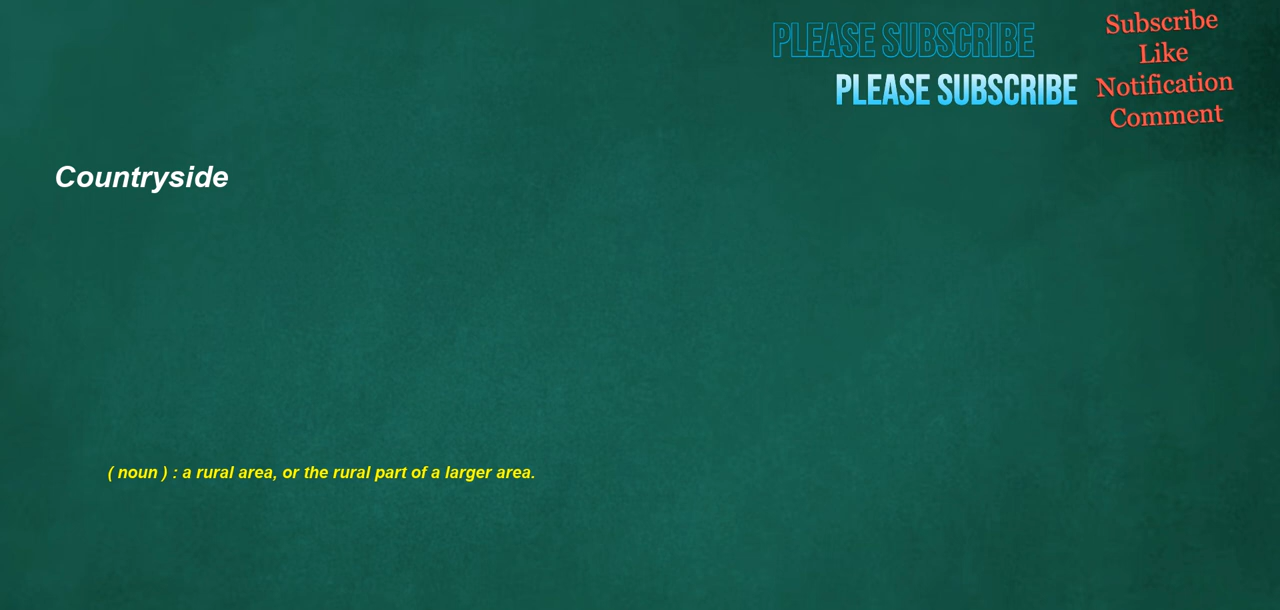 PLEASE SUBSCRIBE
PLEASE SUBSCRIBE
Subscribe
Like
Notification
Comment
Countryside
( noun ) : a rural area, or the rural part of a larger area.